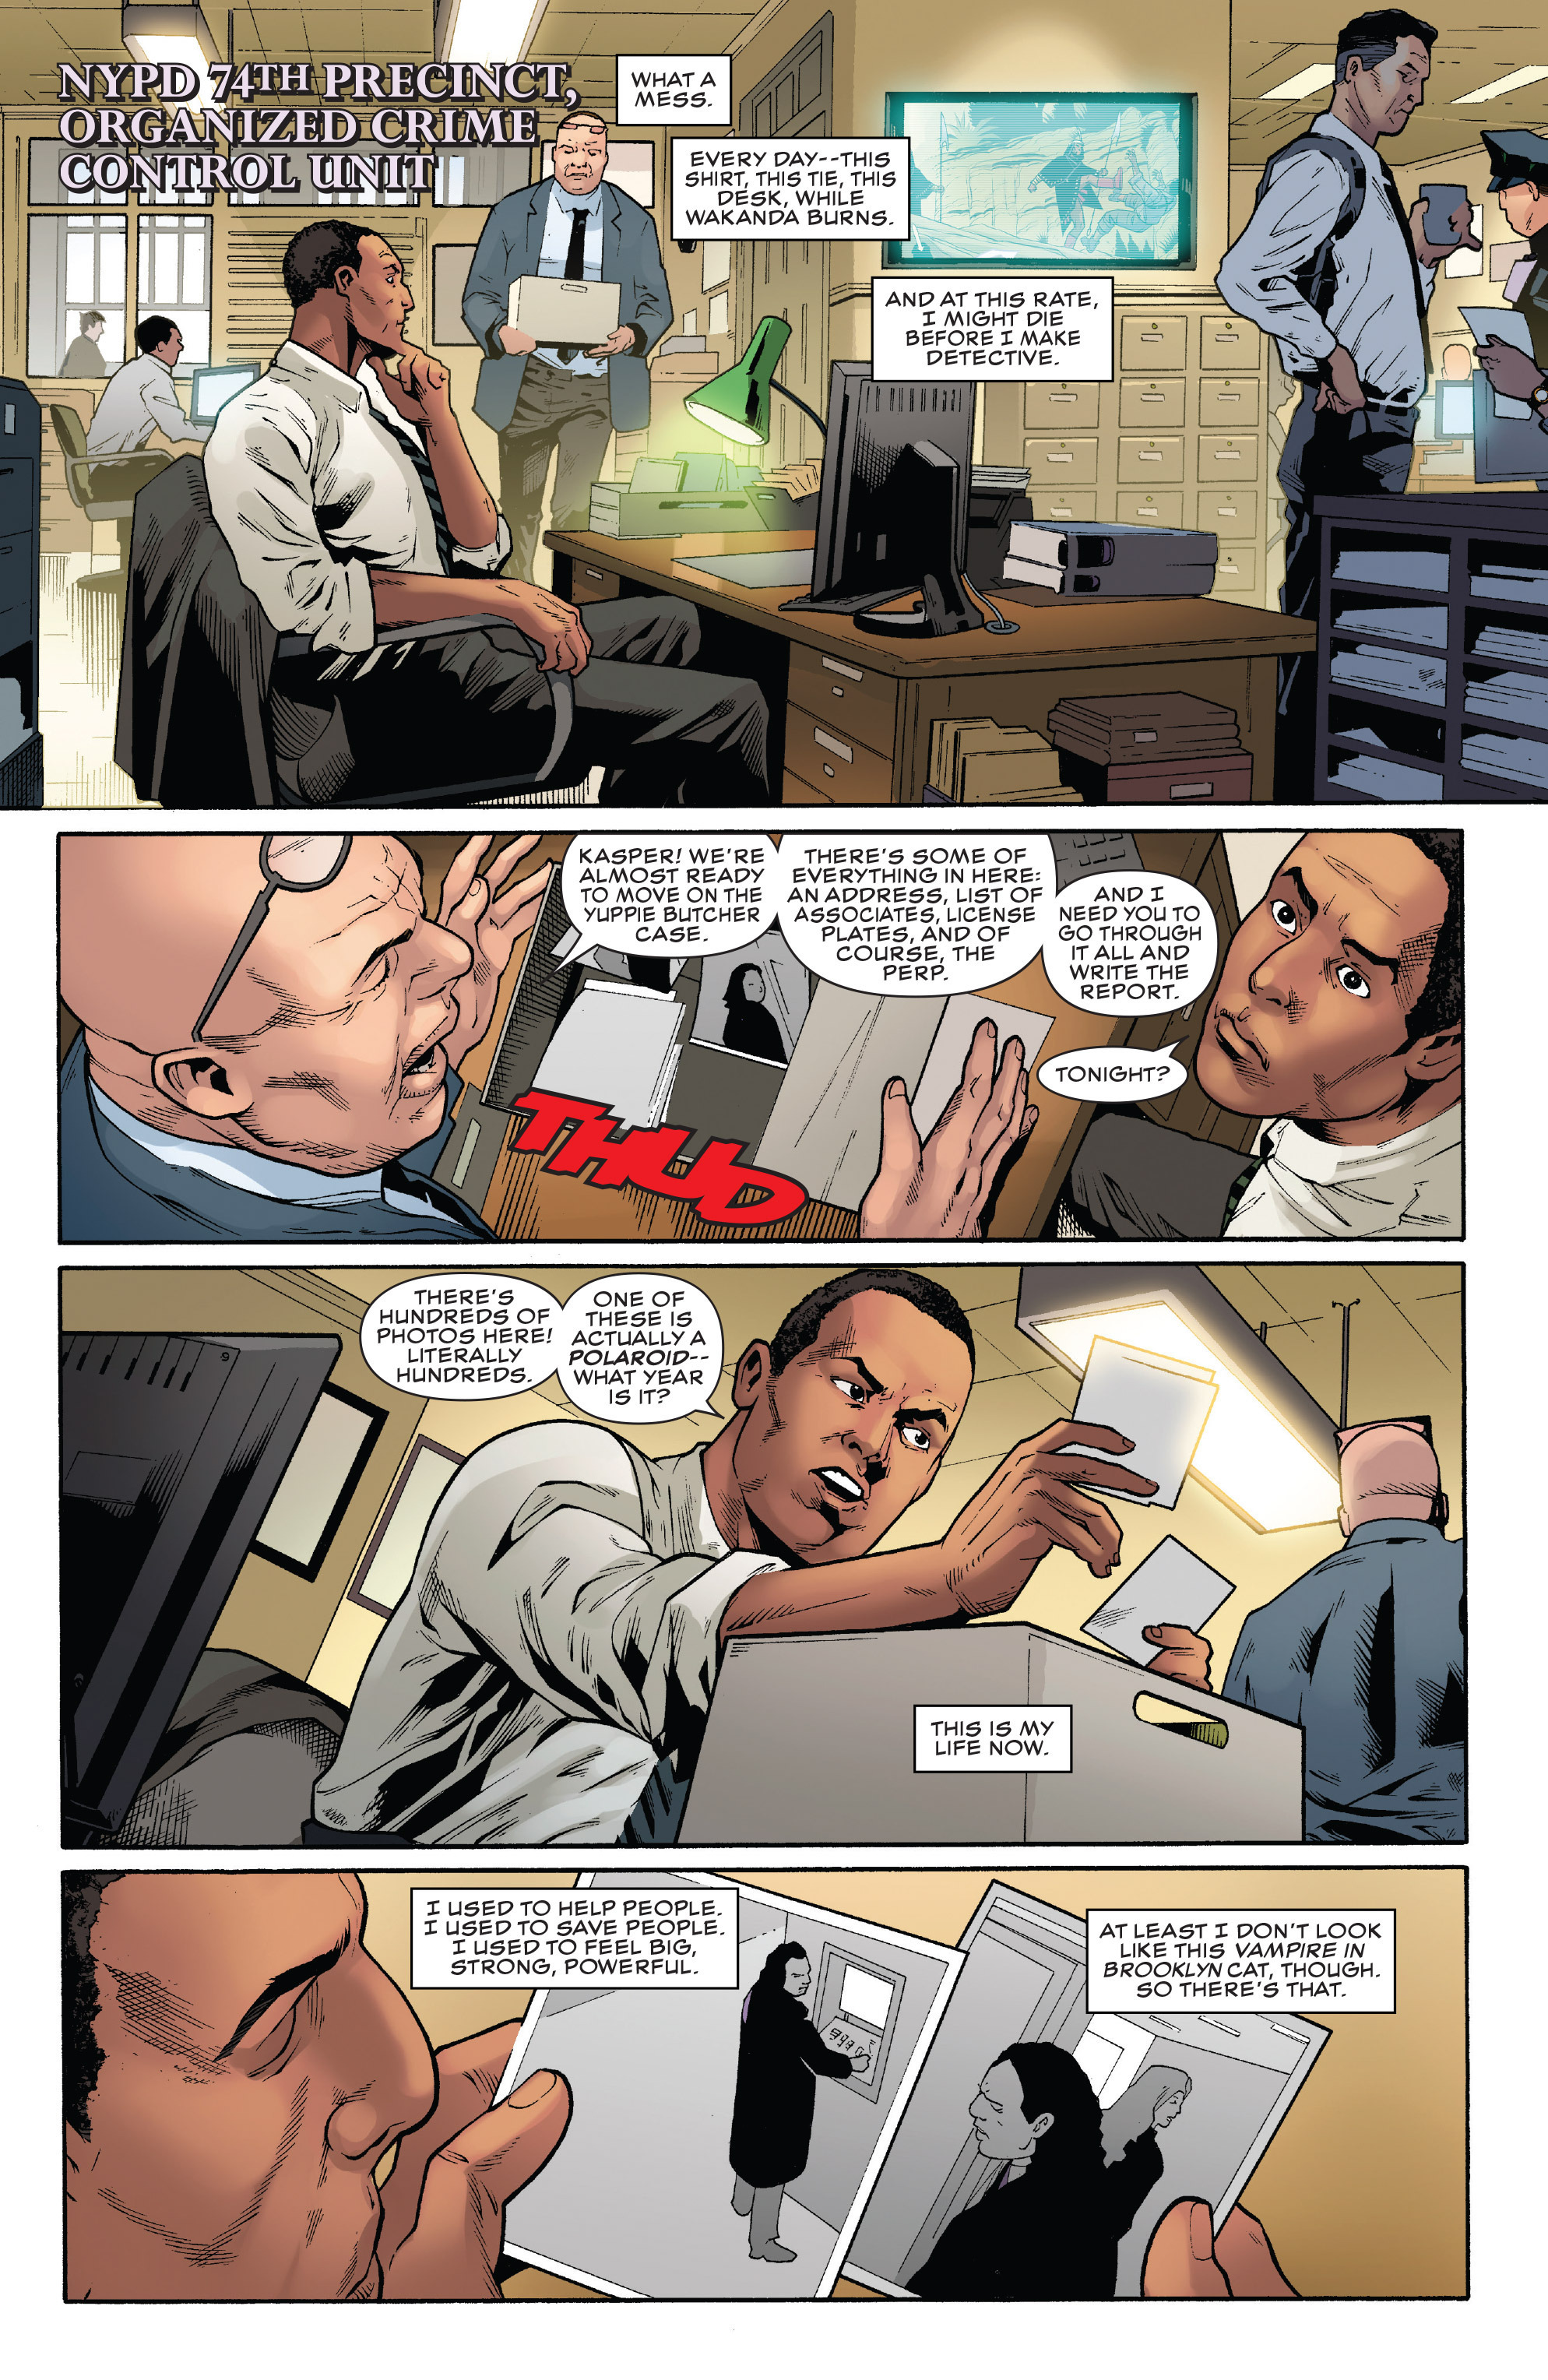 NYPD 74TH PRECINCT,
ORGANIZED CRIME
CONTROL UNIT
WHAT A
MESS.
EVERY DAY--THIS
SHIRT, THIS TIE, THIS
DESK, WHILE
WAKANDA BURNS.
AND AT THIS RATE,
I MIGHT DIE
BEFORE I MAKE
DETECTIVE.
KASPER! WE'RE
ALMOST READY
TO MOVE ON THE
YUPPIE BUTCHER
CASE.
THERE'S SOME OF
EVERYTHING IN HERE:
AN ADDRESS, LIST OF
ASSOCIATES, LICENSE
PLATES, AND OF
COURSE, THE
PERP.
AND I
NEED YOU TO
GO THROUGH
IT ALL AND
WRITE THE
REPORT.
TONIGHT?
THUD
THERE'S
HUNDREDS OF
PHOTOS HERE!
LITERALLY
HUNDREDS.
ONE OF
THESE IS
ACTUALLY A
POLAROID--
WHAT YEAR
IS IT?
THIS IS MY
LIFE NOW.
I USED TO HELP PEOPLE.
I USED TO SAVE PEOPLE.
I USED TO FEEL BIG,
STRONG, POWERFUL.
AT LEAST I DON'T LOOK
LIKE THIS VAMPIRE IN
BROOKLYN CAT, THOUGH.
SO THERE'S THAT.